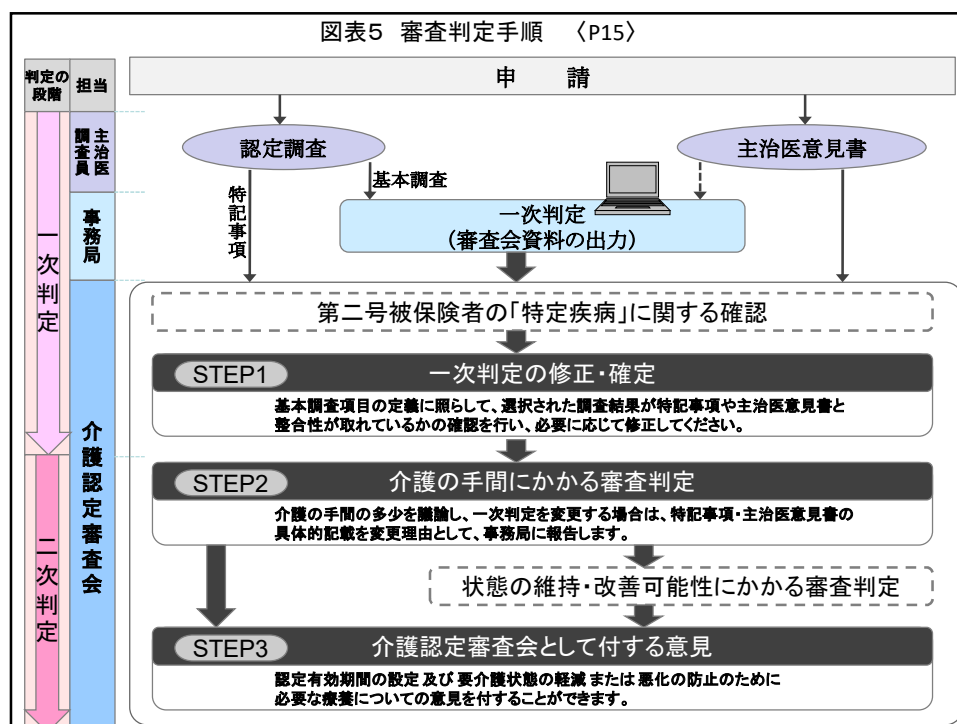 図表5 審査判定手順 〈P15〉
判定の
段階
担当
申 請
主治医
調査員
認定調査
主治医意見書
基本調査
特記事項
事務局
一次判定
(審査会資料の出力)
一次判定
第二号被保険者の「特定疾病」に関する確認
STEP1
一次判定の修正・確定
基本調査項目の定義に照らして、選択された調査結果が特記事項や主治医意見書と
整合性が取れているかの確認を行い、必要に応じて修正してください。
介護認定審査会
STEP2
介護の手間にかかる審査判定
介護の手間の多少を議論し、一次判定を変更する場合は、特記事項・主治医意見書の
具体的記載を変更理由として、事務局に報告します。
二次判定
状態の維持・改善可能性にかかる審査判定
STEP3
介護認定審査会として付する意見
認定有効期間の設定 及び 要介護状態の軽減 または 悪化の防止のために
必要な療養についての意見を付することができます。